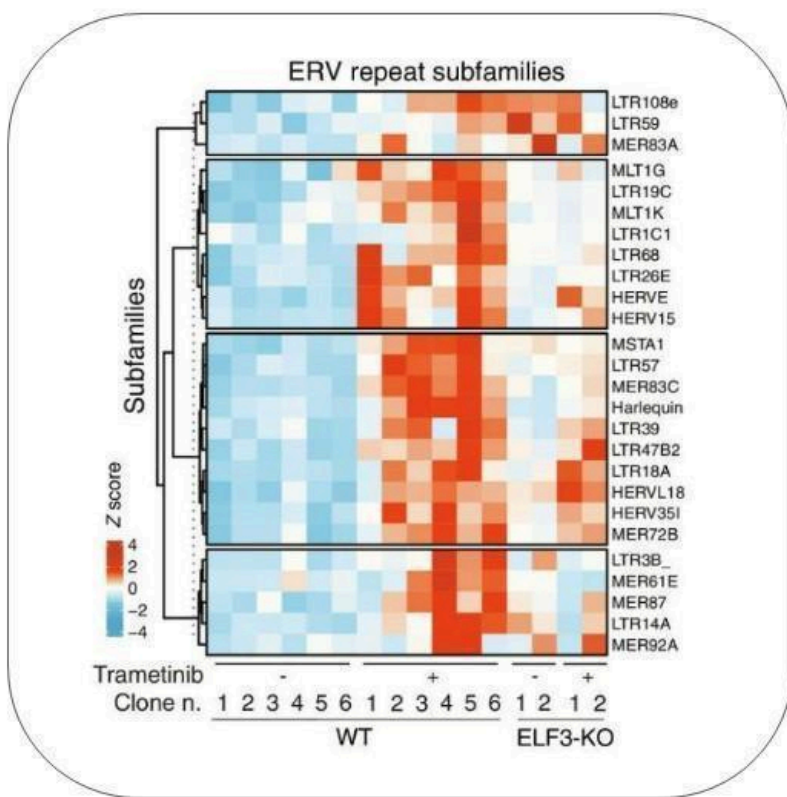 ERV repeat subfamilies
LTR108e
LTR59
MER83A
MLT1G
LTR19C
MLT1K
LTR1C1
LTR68
LTR26E
HERVE
HERV15
MSTA1
LTR57
MER83C
Harlequin
LTR39
LTR47B2
LTR18A
HERVL18
HERV35I
MER72B
LTR3B_
MER61E
MER87
LTR14A
MER92A
Subfamilies
Z score
4
2
0
−2
−4
Trametinib - + - +
Clone n. 1 2 3 4 5 6 1 2 3 4 5 6 1 2 1 2
WT ELF3-KO